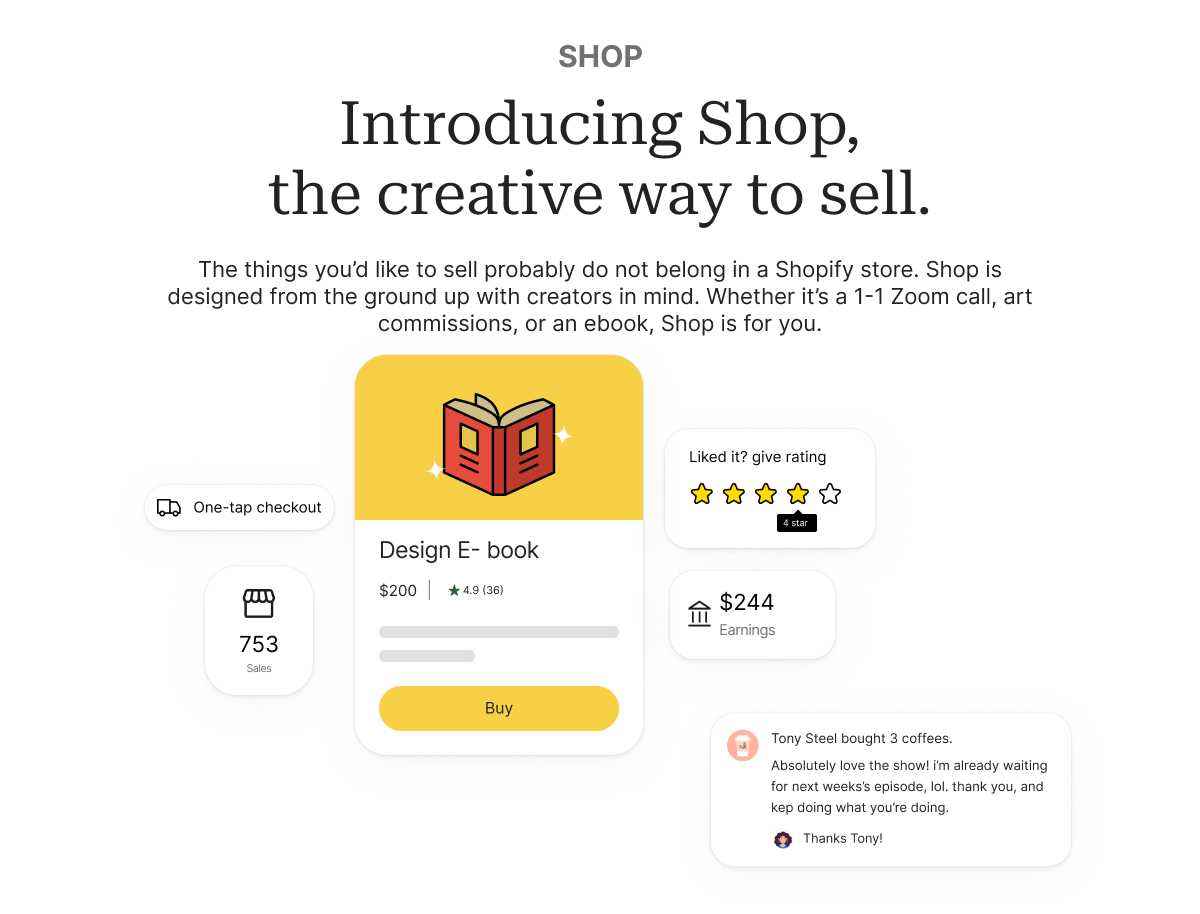 SHOP
Introducing Shop,
the creative way to sell.
The things you’d like to sell probably do not belong in a Shopify store. Shop is
designed from the ground up with creators in mind. Whether it’s a 1-1 Zoom call, art
commissions, or an ebook, Shop is for you.
One-tap checkout
753
Sales
Design E- book
$200
4.9 (36)
Buy
Liked it? give rating
4 star
$244
Earnings
Tony Steel bought 3 coffees.
Absolutely love the show! i’m already waiting
for next weeks’s episode, lol. thank you, and
kep doing what you’re doing.
Thanks Tony!